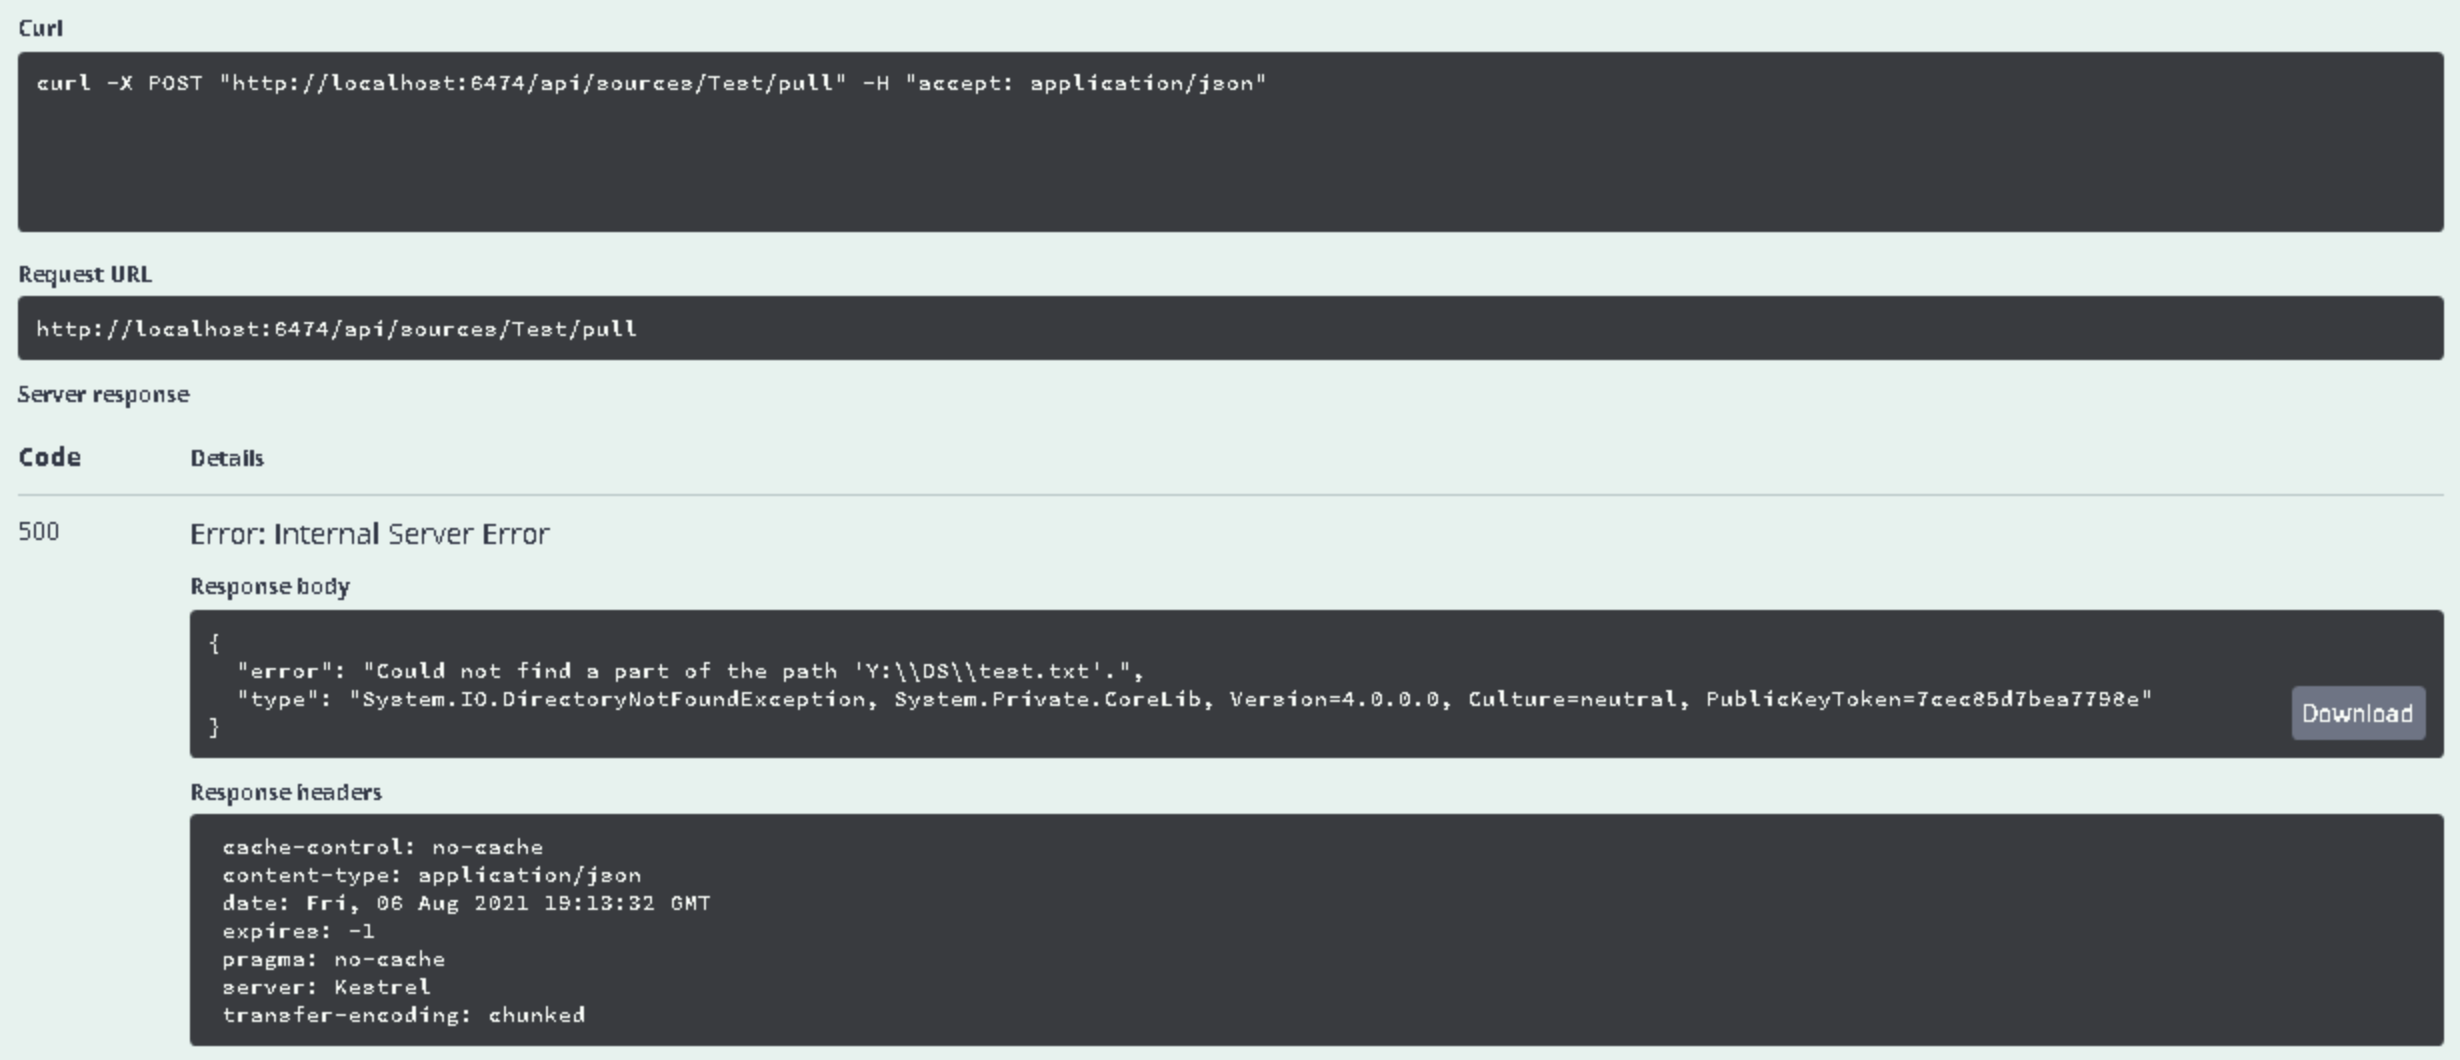 Curl
curl -X POST "http://localhost:6474/api/sources/Test/pull" -H "accept: application/json"
Request URL
http://localhost:6474/api/sources/Test/pull
Server response
Code Details
500 Error: Internal Server Error
Response body
{
"error": "Could not find a part of the path 'Y:\\DS\\test.txt'.",
"type": "System.IO.DirectoryNotFoundException, System.Private.CoreLib, Version=4.0.0.0, Culture=neutral, PublicKeyToken=7cec85d7bea7798e"
}
Download
Response headers
cache-control: no-cache
content-type: application/json
date: Fri, 06 Aug 2021 19:13:32 GMT
expires: -1
pragma: no-cache
server: Kestrel
transfer-encoding: chunked